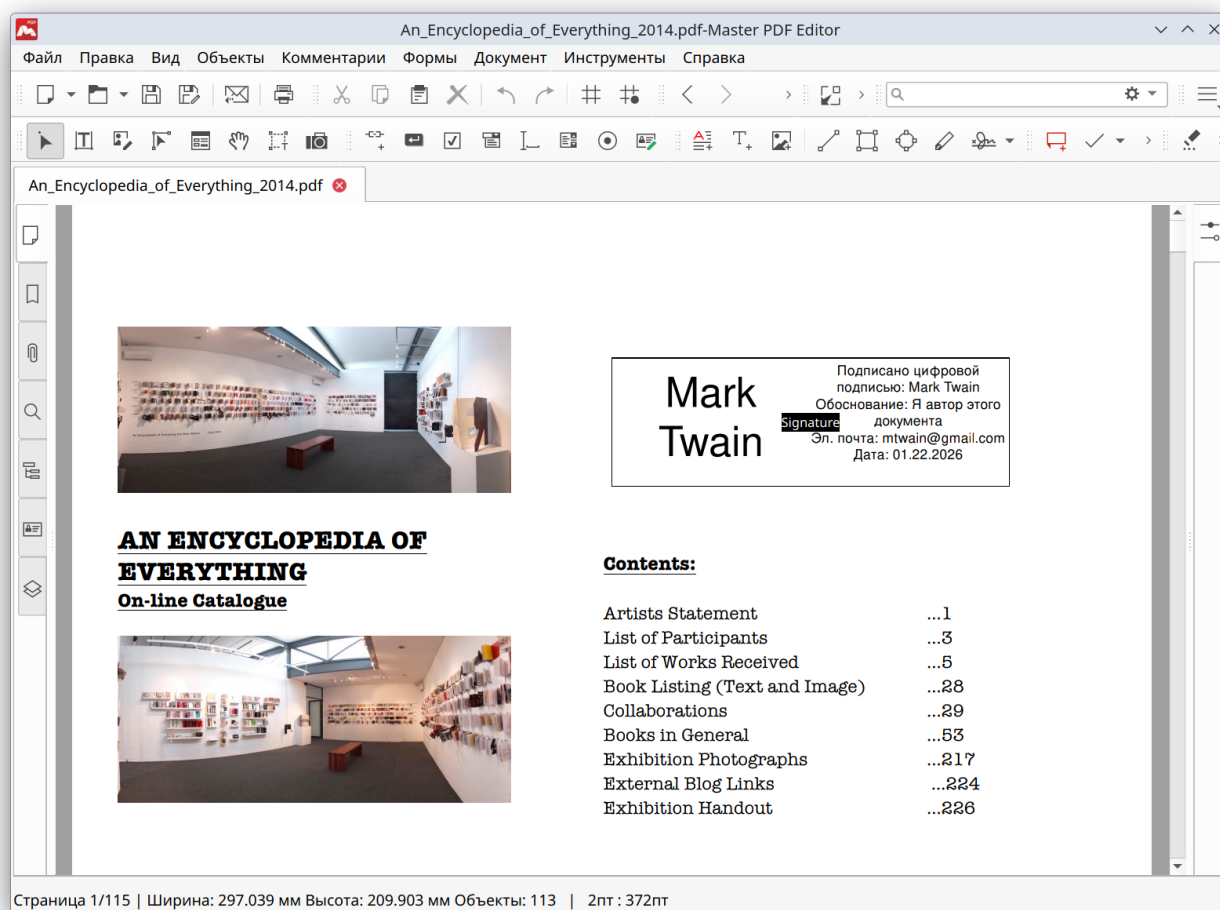 An_Encyclopedia_of_Everything_2014.pdf-Master PDF Editor
Файл Правка Вид Объекты Комментарии Формы Документ Инструменты Справка
An_Encyclopedia_of_Everything_2014.pdf
Mark
Twain
Подписано цифровой
подписью: Mark Twain
Обоснование: Я автор этого
документа
Эл. почта: mtwain@gmail.com
Дата: 01.22.2026
Signature
AN ENCYCLOPEDIA OF
EVERYTHING
On-line Catalogue
Contents:
Artists Statement ...1
List of Participants ...3
List of Works Received ...5
Book Listing (Text and Image) ...28
Collaborations ...29
Books in General ...53
Exhibition Photographs ...217
External Blog Links ...224
Exhibition Handout ...226
Страница 1/115 | Ширина: 297.039 мм Высота: 209.903 мм Объекты: 113 | 2пт : 372пт